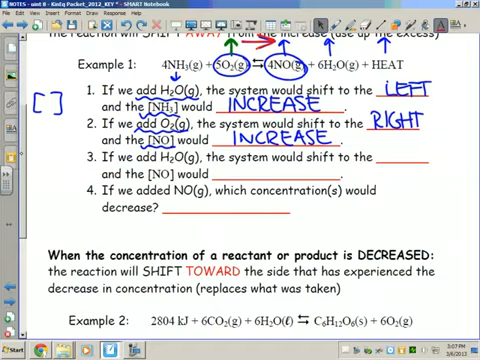 NOTES - unit 8 - KinEq Packet_2012_KEY * - SMART Notebook
File Edit View Insert Format Tools Add-ons Help
The reaction will SHIFT AWAY from the increase (use up the excess
Example 1: 4NH₃(g) + 5O₂(g) ⇆ 4NO(g) + 6H₂O(g) + HEAT
1. If we add H₂O(g), the system would shift to the LEFT
[ ] and the [NH₃] would INCREASE.
2. If we add O₂(g), the system would shift to the RIGHT
and the [NO] would INCREASE.
3. If we add H₂O(g), the system would shift to the
and the [NO] would
4. If we added NO(g), which concentration(s) would
decrease?
When the concentration of a reactant or product is DECREASED:
the reaction will SHIFT TOWARD the side that has experienced the
decrease in concentration (replaces what was taken)
Example 2: 2804 kJ + 6CO₂(g) + 6H₂O(ℓ) ⇆ C₆H₁₂O₆(s) + 6O₂(g)
3:07 PM
3/6/2013